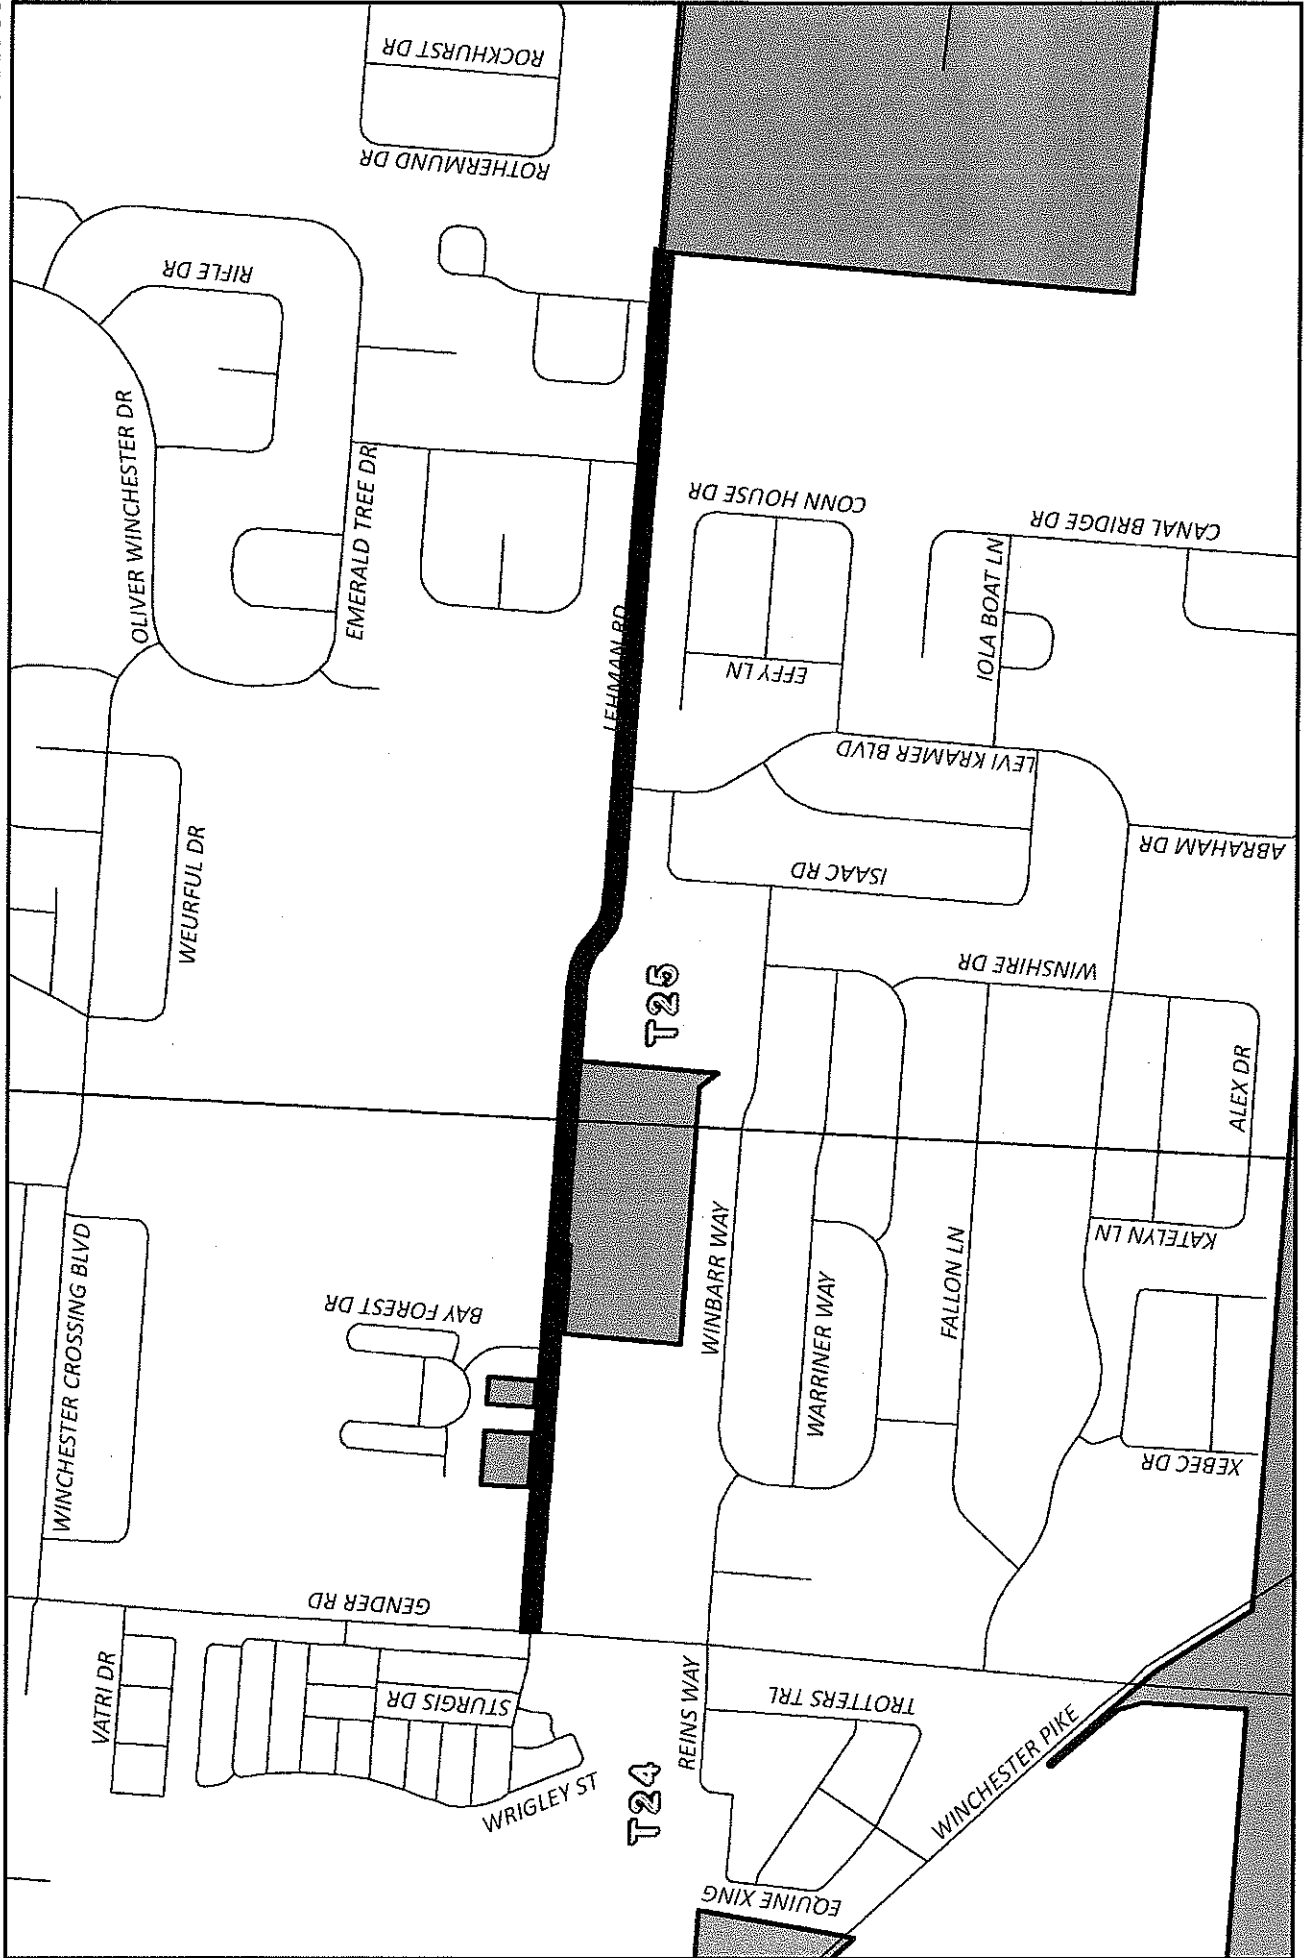 ROCKHURST DR
ROTHERMUND DR
RIFLE DR
OLIVER WINCHESTER DR
EMERALD TREE DR
LEHMAN RD
CONN HOUSE DR
CANAL BRIDGE DR
IOLA BOAT LN
EFFY LN
LEVI KRAMER BLVD
WEURFUL DR
ISAAC RD
ABRAHAM DR
WINSHIRE DR
T25
ALEX DR
KATELYN LN
WINCHESTER CROSSING BLVD
BAY FOREST DR
WINBARR WAY
WARRINER WAY
FALLON LN
XEBEC DR
GENDER RD
VATRI DR
STURGIS DR
WRIGLEY ST
T24
REINS WAY
TROTTERS TRL
WINCHESTER PIKE
EQUINE XING